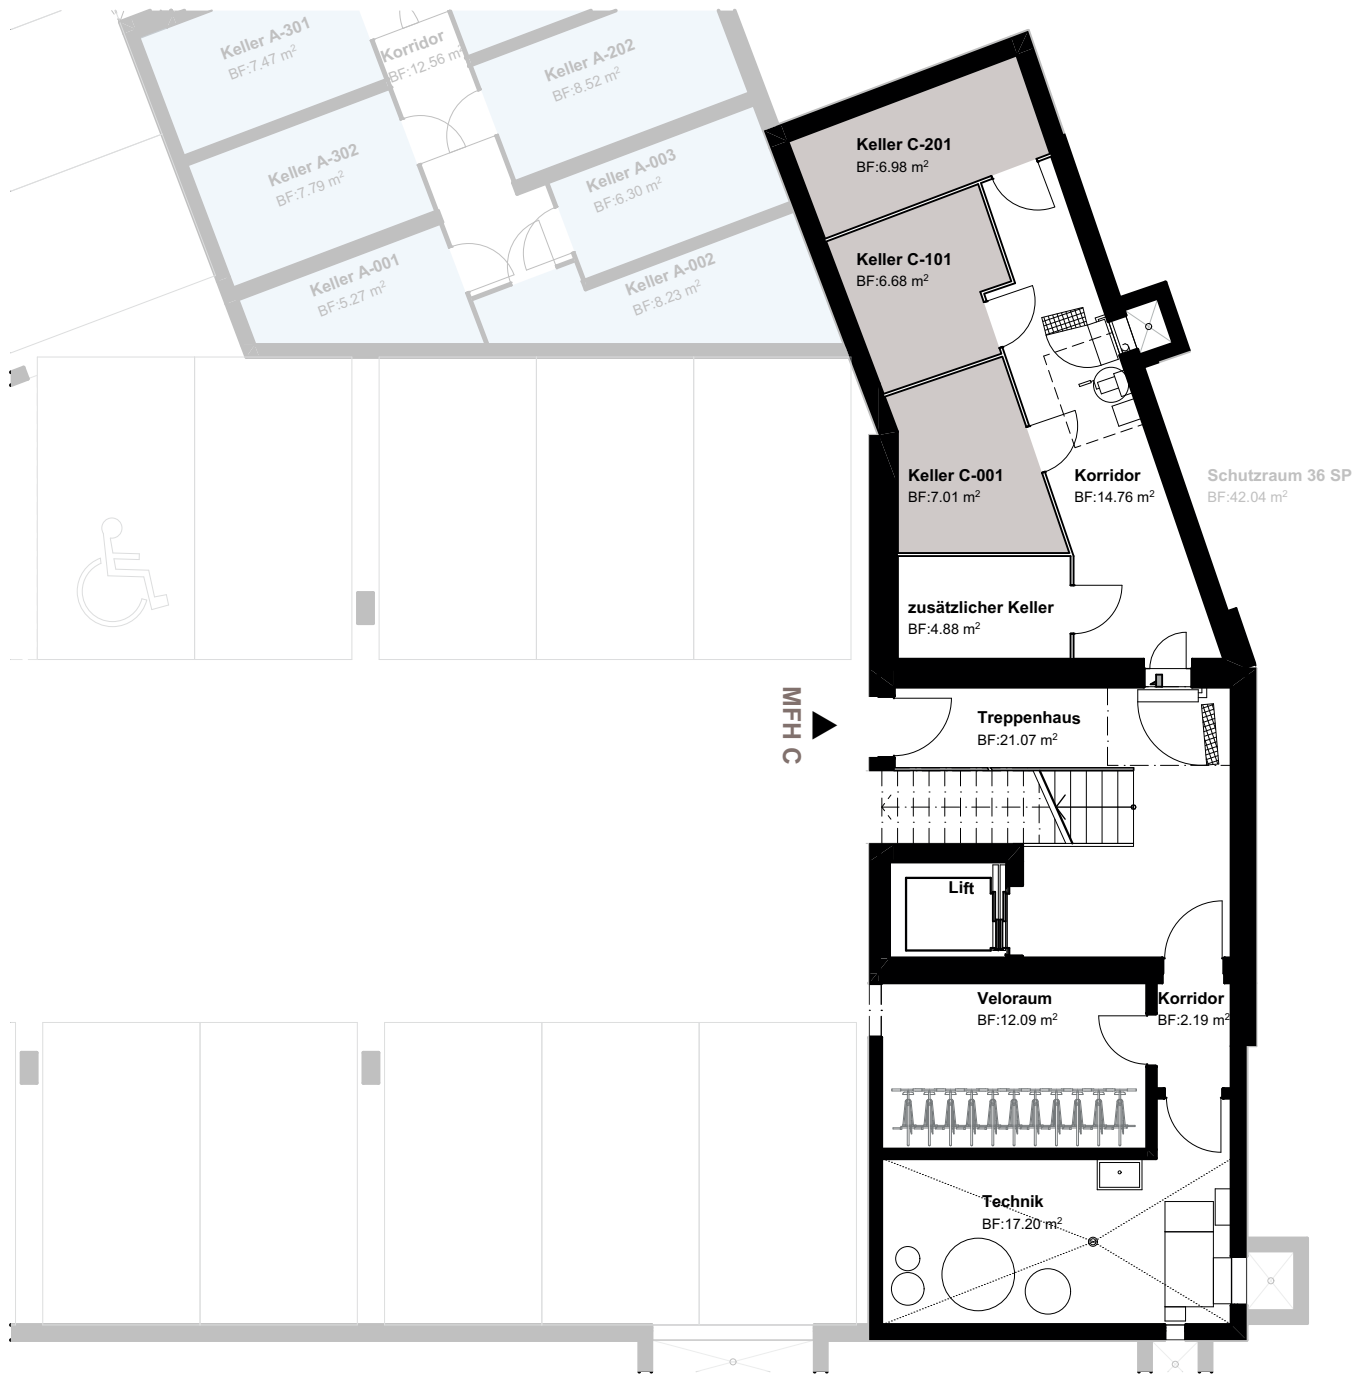 Keller A-301
BF:7.47 m²
Korridor
BF:12.56 m²
Keller A-202
BF:8.52 m²
Keller A-302
BF:7.79 m²
Keller A-003
BF:6.30 m²
Keller A-001
BF:5.27 m²
Keller A-002
BF:8.23 m²
Keller C-201
BF:6.98 m²
Keller C-101
BF:6.68 m²
Keller C-001
BF:7.01 m²
Korridor
BF:14.76 m²
Schutzraum 36 SP
BF:42.04 m²
zusätzlicher Keller
BF:4.88 m²
MFH C
Treppenhaus
BF:21.07 m²
Lift
Veloraum
BF:12.09 m²
Korridor
BF:2.19 m²
Technik
BF:17.20 m²